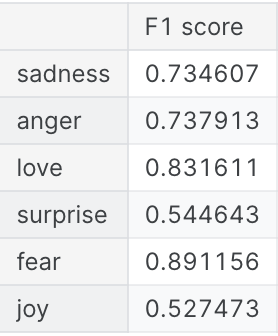 F1 score
sadness 0.734607
anger 0.737913
love 0.831611
surprise 0.544643
fear 0.891156
joy 0.527473